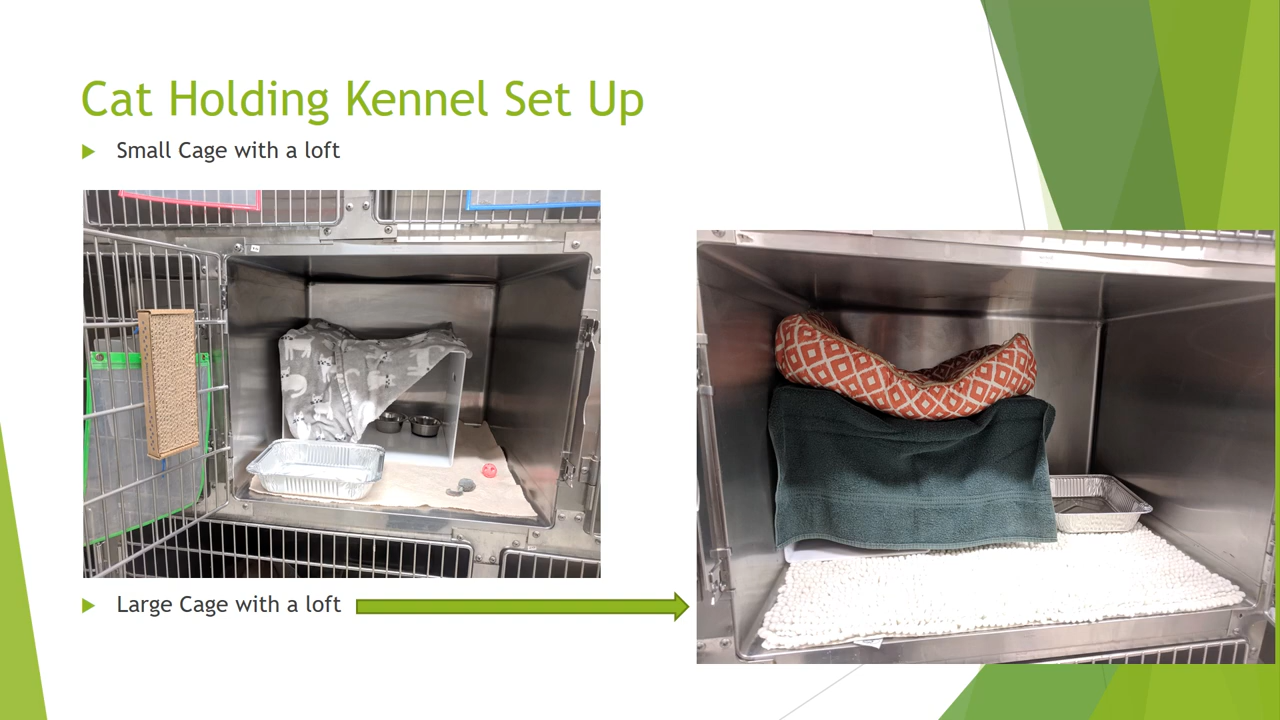 Cat Holding Kennel Set Up
Small Cage with a loft
Large Cage with a loft